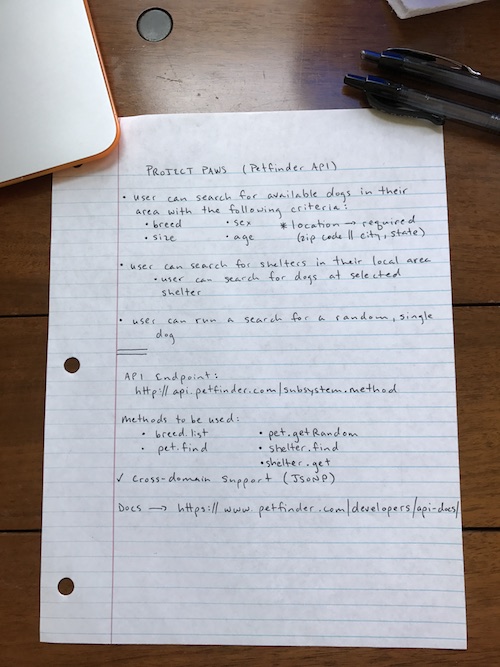 PROJECT PAWS (Petfinder API)
• user can search for available dogs in their
area with the following criteria:
• breed • sex * location → required
• size • age (zip code || city, state)
• user can search for shelters in their local area
• user can search for dogs at selected
shelter
• user can run a search for a random, single
dog
API Endpoint:
http://api.petfinder.com/subsystem.method
methods to be used:
• breed.list • pet.getRandom
• pet.find • shelter.find
• shelter.get
✓ Cross-domain support (JSONP)
DOCS → https://www.petfinder.com/developers/api-docs/